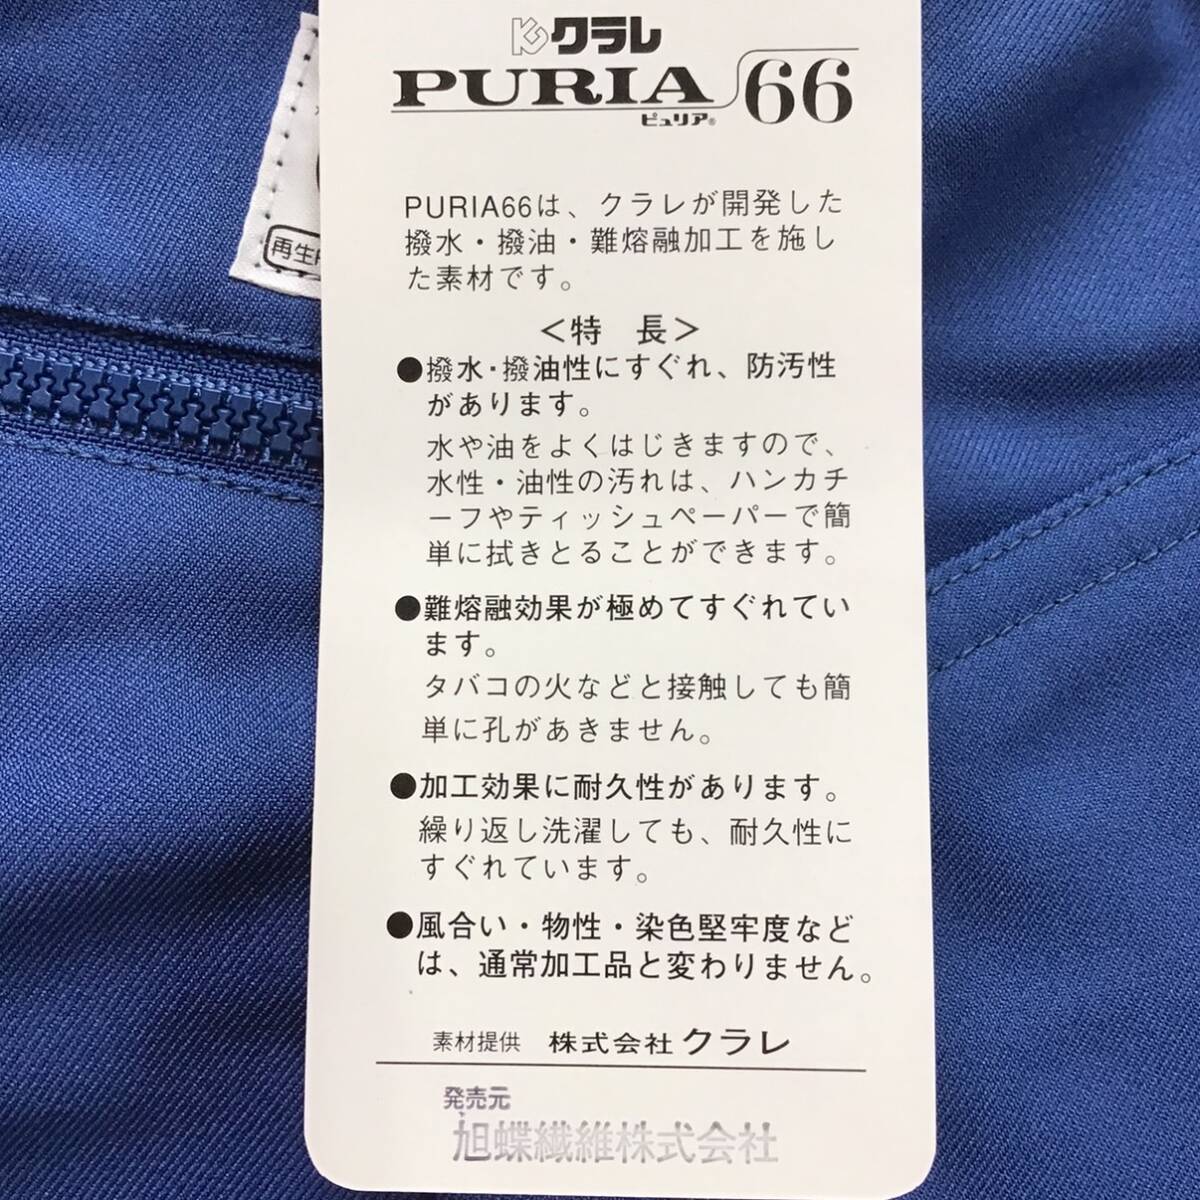 クラレ
PURIA 66
ピュリア®
再生
PURIA66は、クラレが開発した
撥水・撥油・難熔融加工を施し
た素材です。
＜特 長＞
●撥水・撥油性にすぐれ、防汚性
があります。
水や油をよくはじきますので、
水性・油性の汚れは、ハンカチ
ーフやティッシュペーパーで簡
単に拭きとることができます。
●難熔融効果が極めてすぐれてい
ます。
タバコの火などと接触しても簡
単に孔があきません。
●加工効果に耐久性があります。
繰り返し洗濯しても、耐久性に
すぐれています。
●風合い・物性・染色堅牢度など
は、通常加工品と変わりません。
素材提供 株式会社クラレ
発売元
旭蝶繊維株式会社